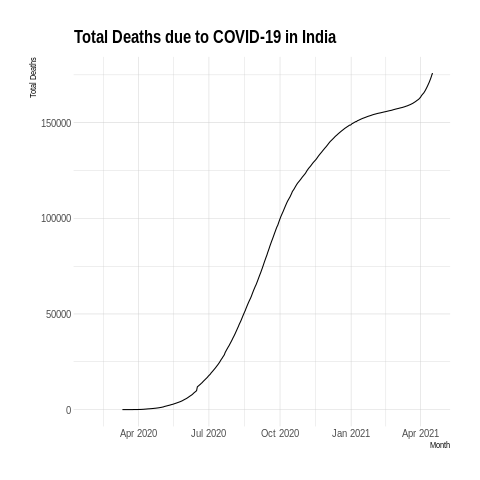 Total Deaths due to COVID-19 in India
Total Deaths
150000
100000
50000
0
Apr 2020 Jul 2020 Oct 2020 Jan 2021 Apr 2021
Month